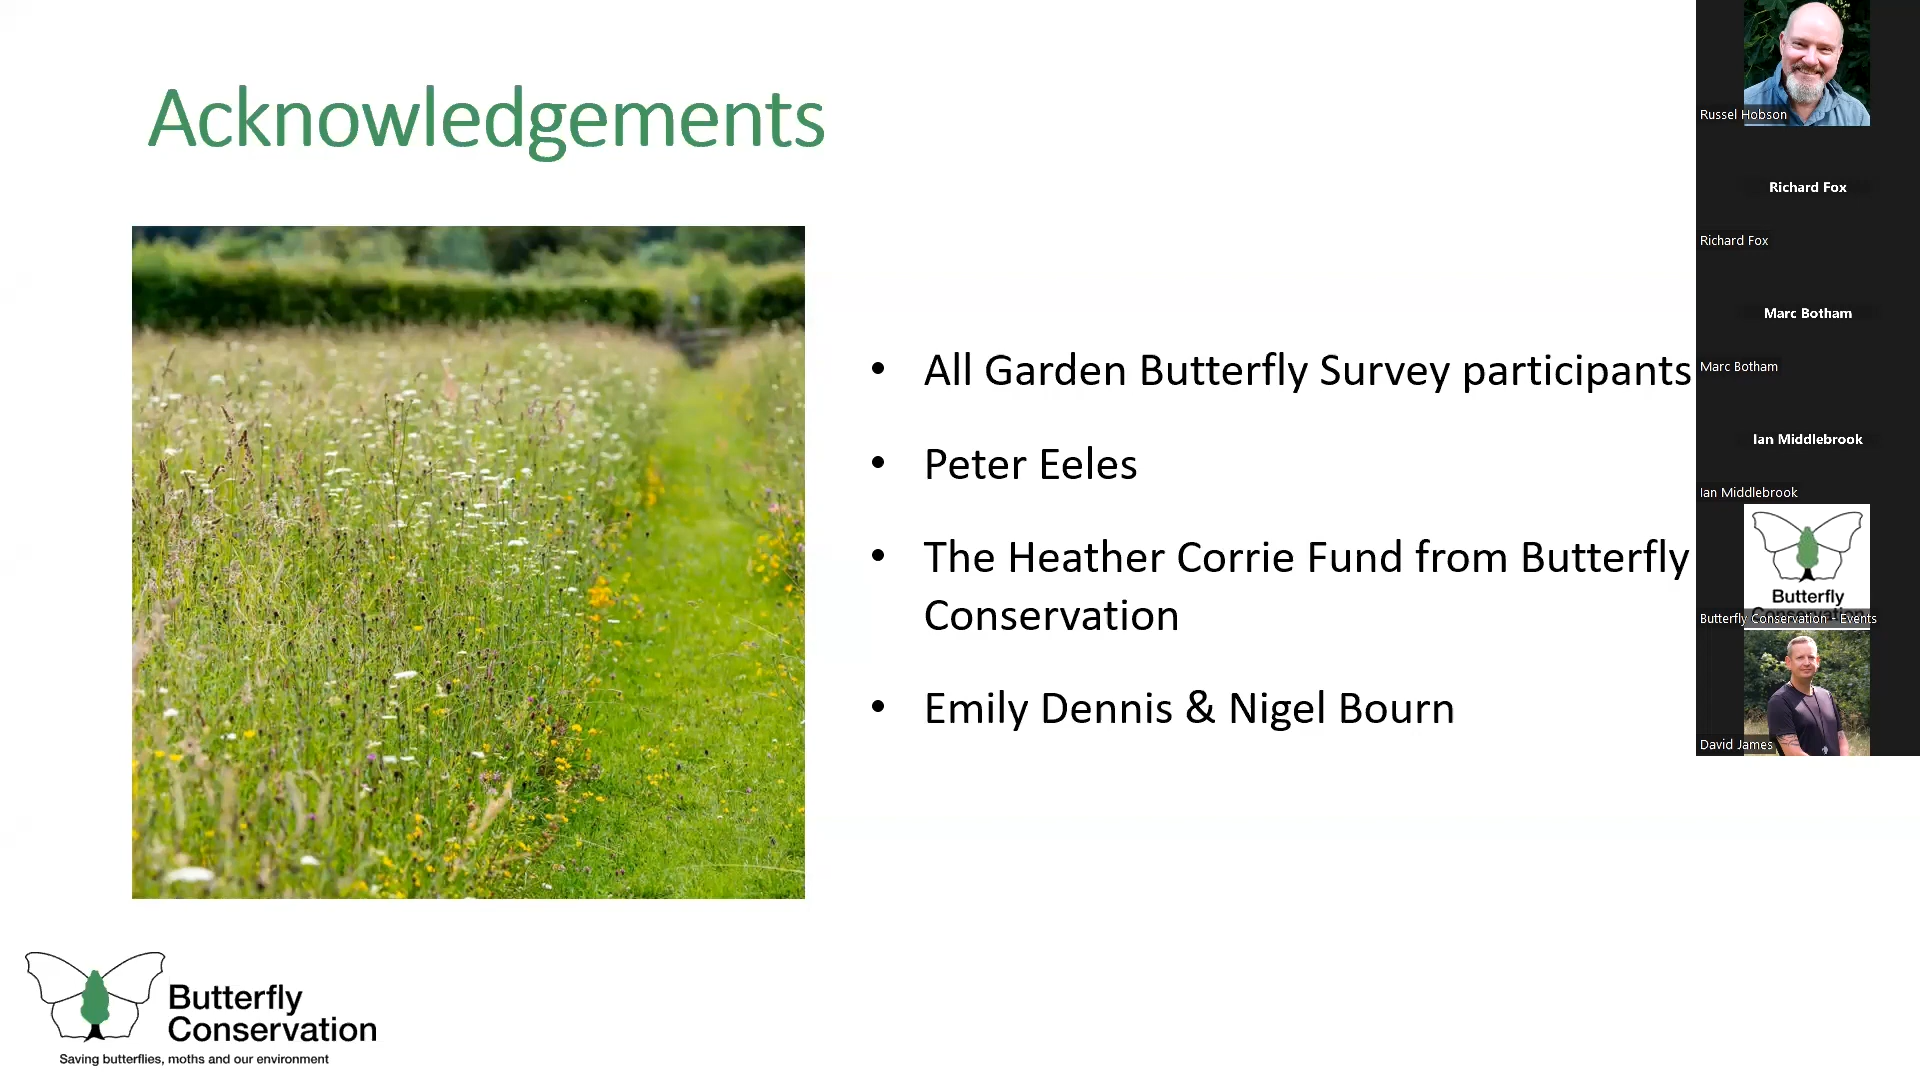 Acknowledgements
• All Garden Butterfly Survey participants
• Peter Eeles
• The Heather Corrie Fund from Butterfly
Conservation
• Emily Dennis & Nigel Bourn
Butterfly
Conservation
Saving butterflies, moths and our environment
Russel Hobson
Richard Fox
Richard Fox
Marc Botham
Marc Botham
Ian Middlebrook
Ian Middlebrook
Butterfly
Conservation
Butterfly Conservation - Events
David James